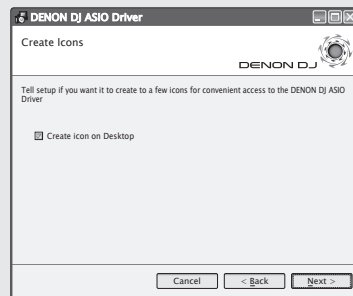 DENON DJ ASIO Driver
Create Icons
DENON DJ
Tell setup if you want it to create to a few icons for convenient access to the DENON DJ ASIO
Driver
Create icon on Desktop
Cancel
< Back
Next >